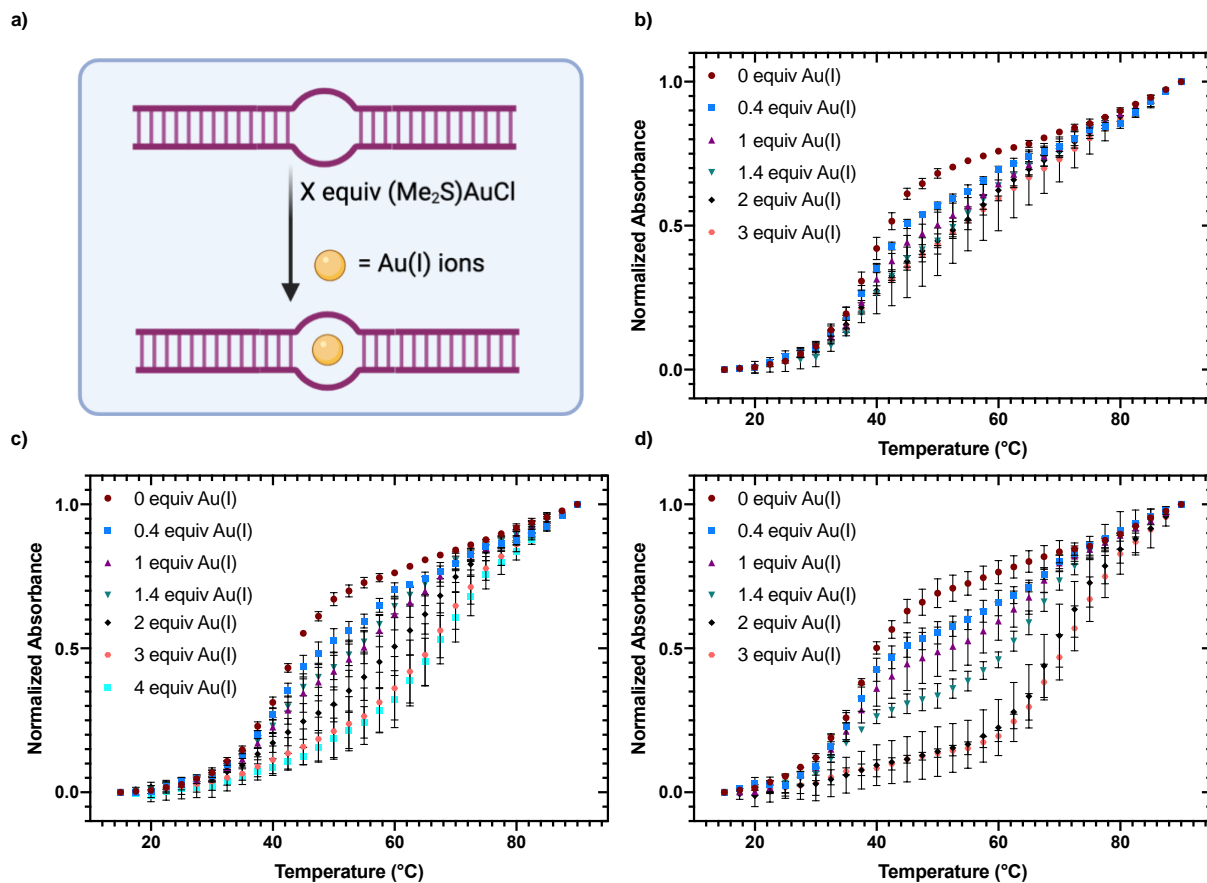 a)
X equiv (Me₂S)AuCl
= Au(I) ions
b)
Normalized Absorbance
1.0
0.5
0.0
0 equiv Au(I)
0.4 equiv Au(I)
1 equiv Au(I)
1.4 equiv Au(I)
2 equiv Au(I)
3 equiv Au(I)
20 40 60 80
Temperature (°C)
c)
Normalized Absorbance
1.0
0.5
0.0
0 equiv Au(I)
0.4 equiv Au(I)
1 equiv Au(I)
1.4 equiv Au(I)
2 equiv Au(I)
3 equiv Au(I)
4 equiv Au(I)
20 40 60 80
Temperature (°C)
d)
Normalized Absorbance
1.0
0.5
0.0
0 equiv Au(I)
0.4 equiv Au(I)
1 equiv Au(I)
1.4 equiv Au(I)
2 equiv Au(I)
3 equiv Au(I)
20 40 60 80
Temperature (°C)